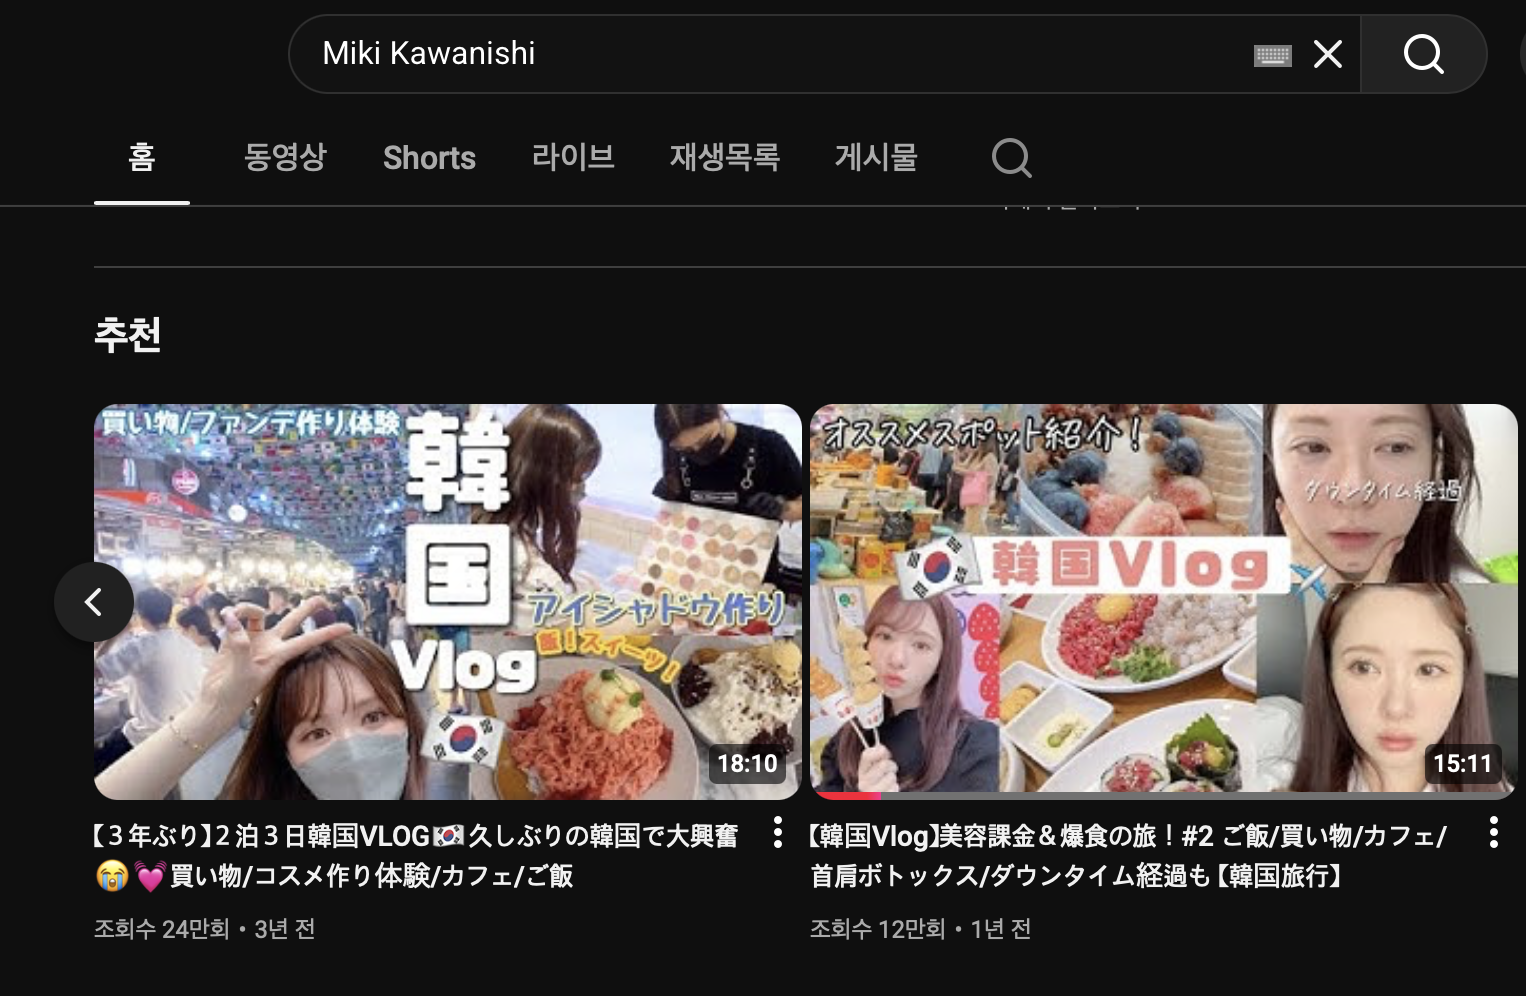 Miki Kawanishi
홈
동영상
Shorts
라이브
재생목록
게시물
추천
買い物/ファンデ作り体験
韓
国
Vlog
アイシャドウ作り
飯！スイーツ！
18:10
オススメスポット紹介！
ダウンタイム経過
韓国Vlog
15:11
【３年ぶり】２泊３日韓国VLOG🇰🇷久しぶりの韓国で大興奮
😭💓買い物/コスメ作り体験/カフェ/ご飯
조회수 24만회・3년 전
【韓国Vlog】美容課金＆爆食の旅！#2 ご飯/買い物/カフェ/
首肩ボトックス/ダウンタイム経過も【韓国旅行】
조회수 12만회・1년 전